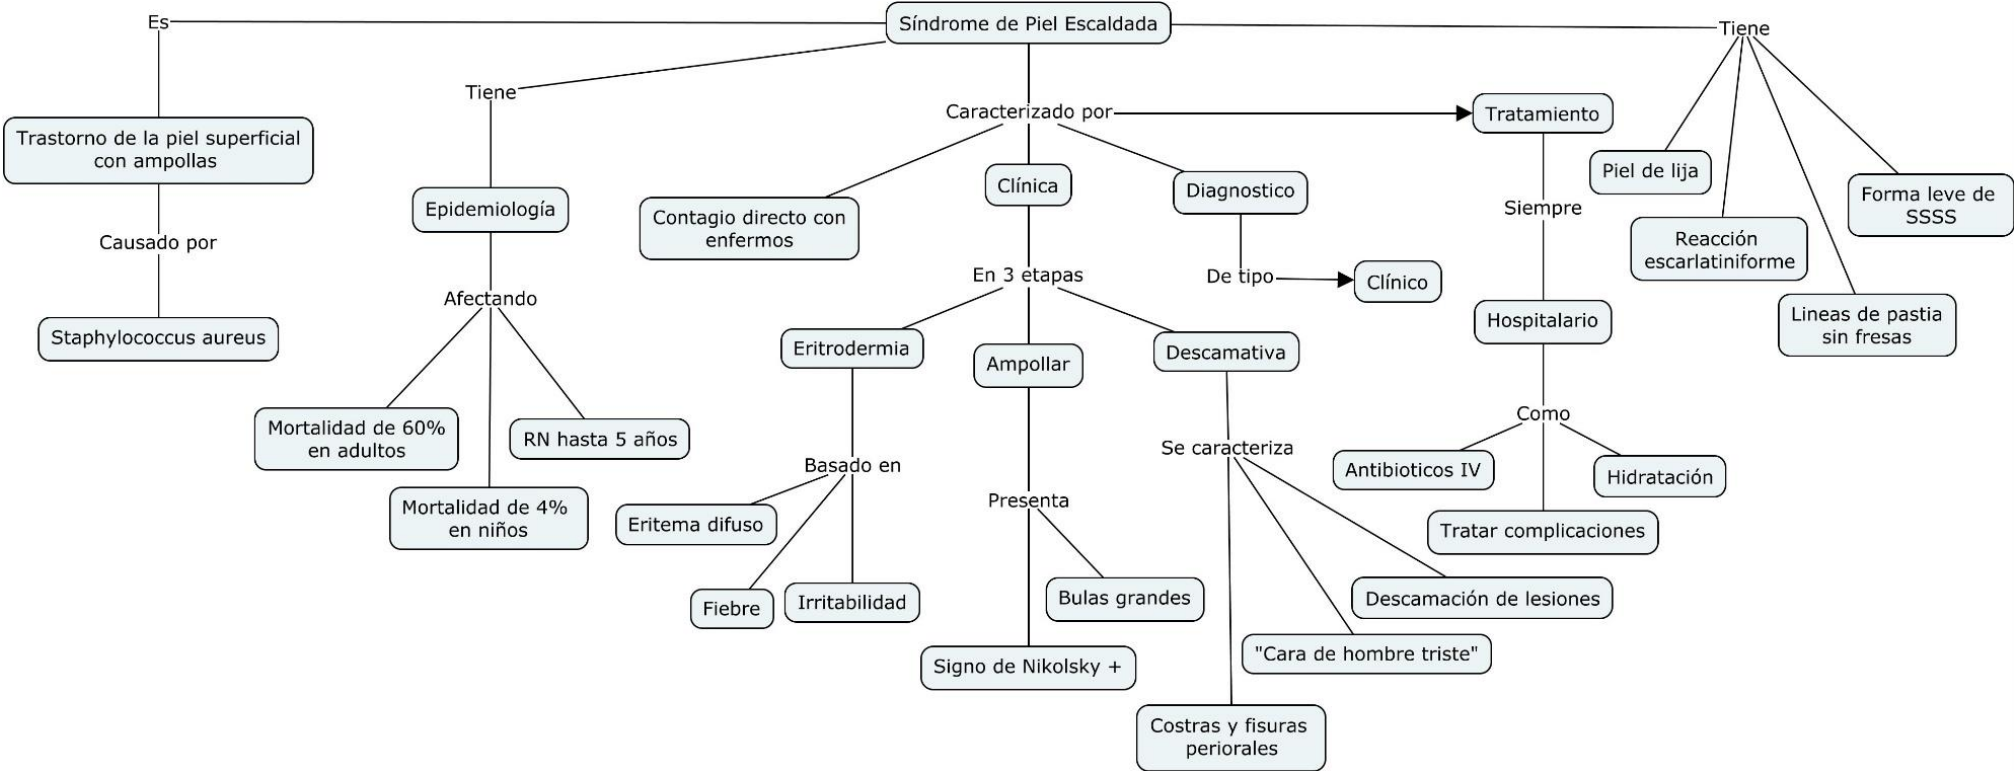 Síndrome de Piel Escaldada
Es
Trastorno de la piel superficial
con ampollas
Causado por
Staphylococcus aureus
Tiene
Epidemiología
Afectando
Mortalidad de 60%
en adultos
Mortalidad de 4%
en niños
RN hasta 5 años
Caracterizado por
Contagio directo con
enfermos
Clínica
En 3 etapas
Eritrodermia
Basado en
Eritema difuso
Fiebre
Irritabilidad
Ampollar
Presenta
Signo de Nikolsky +
Bulas grandes
Descamativa
Se caracteriza
Costras y fisuras
periorales
"Cara de hombre triste"
Descamación de lesiones
Diagnostico
De tipo
Clínico
Tratamiento
Siempre
Hospitalario
Como
Antibioticos IV
Tratar complicaciones
Hidratación
Tiene
Piel de lija
Reacción
escarlatiniforme
Lineas de pastia
sin fresas
Forma leve de
SSSS